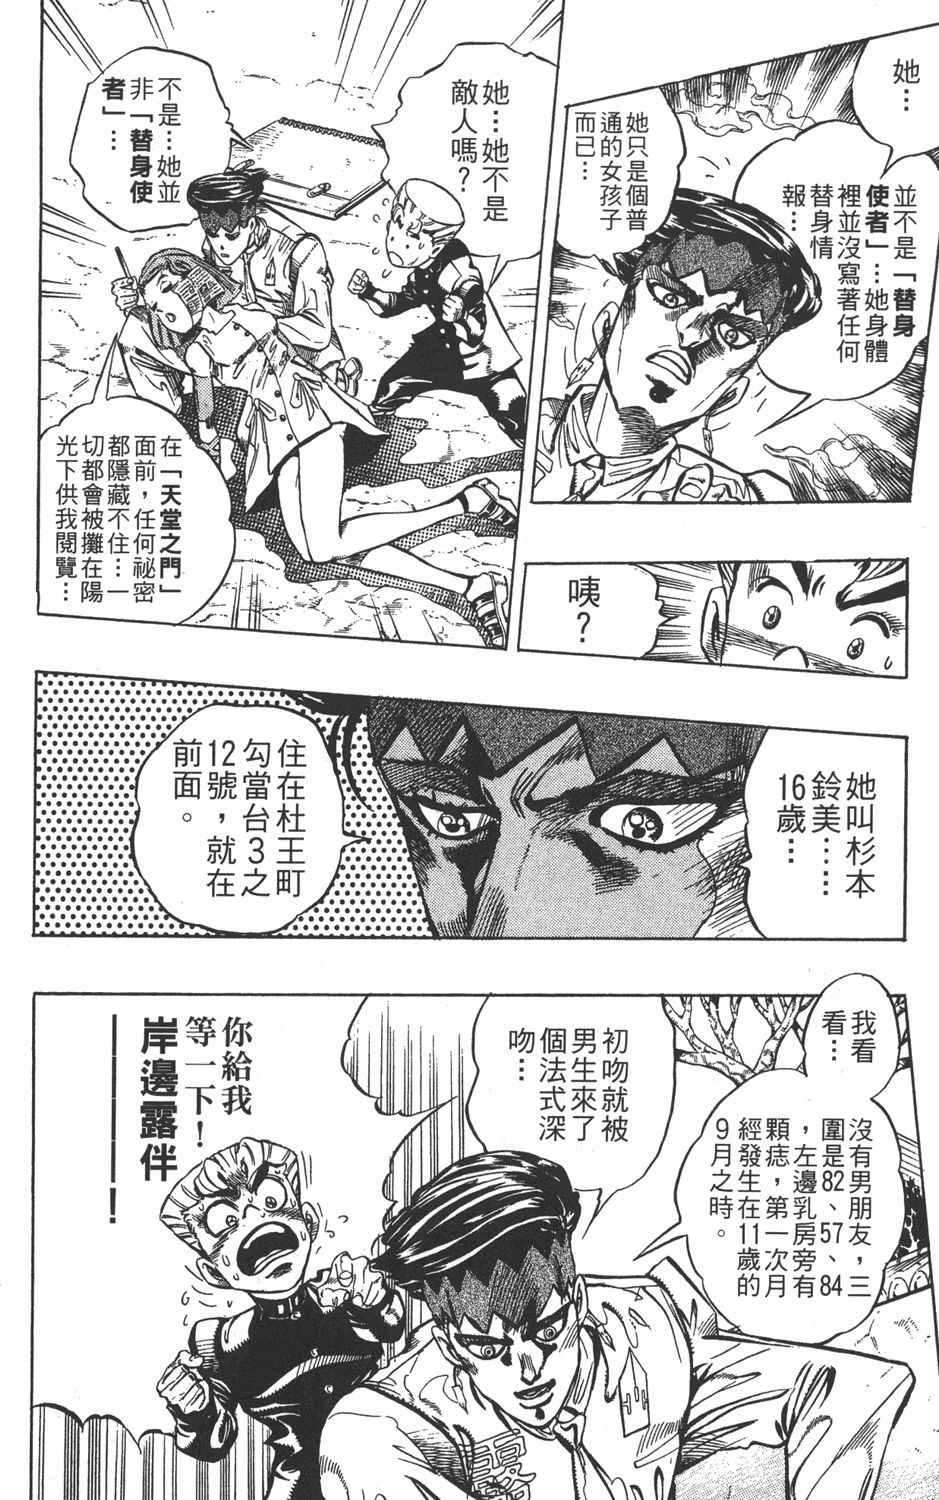 她…
並不是「替身
使者」…她身體
裡並沒寫著任何
替身情
報…
她只是個普
通的女孩子
而已…
她…她不是
敵人嗎？
不是…她並
非「替身使
者」…
在「天堂之門」
面前，任何祕密
都隱藏不住…一
切都會被攤在陽
光下供我閱覽…
咦？
她叫杉本
鈴美……
16歲…
住在杜王町
勾當台3之
12號，就在
前面。
我看
看…
沒有男朋友，三
圍是82、57、84
，左邊乳房旁有
顆痣，第一次月
經發生在11歲的
9月之時。
初吻就被
男生來了
個法式深
吻…
你給我
等一下！
岸邊露伴
——！